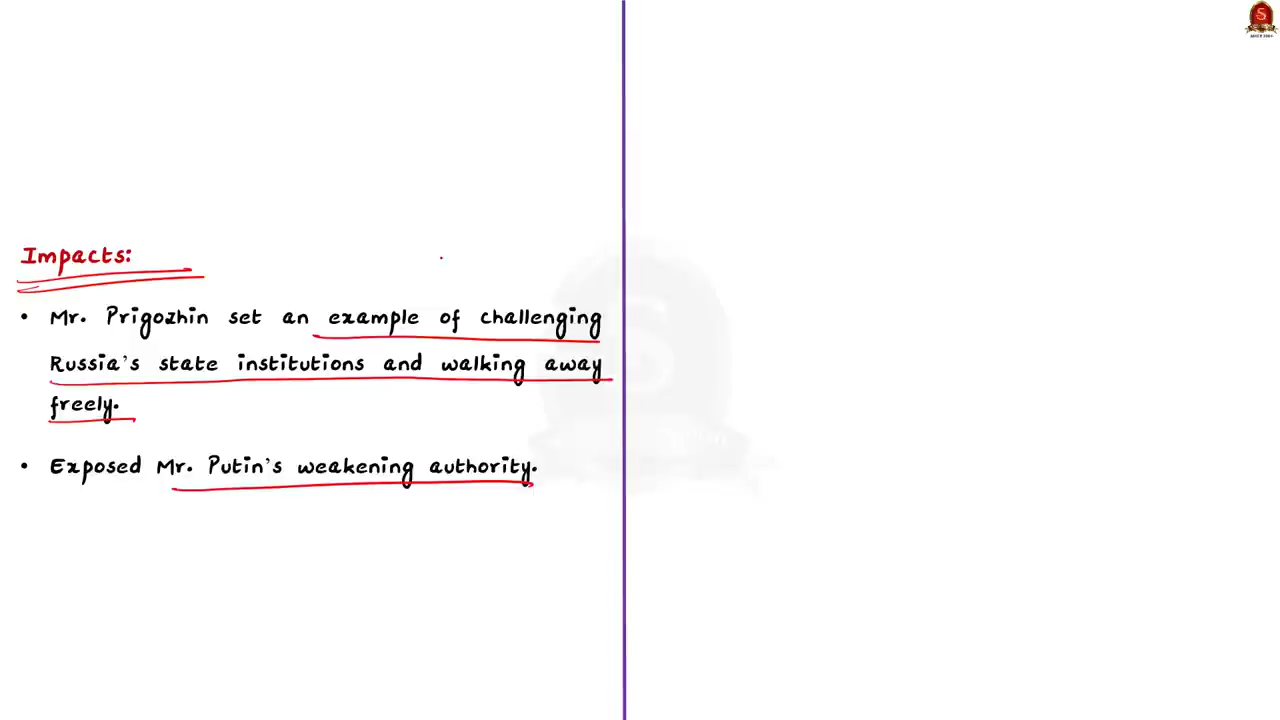 Impacts:
• Mr. Prigozhin set an example of challenging
Russia's state institutions and walking away
freely.
• Exposed Mr. Putin's weakening authority.